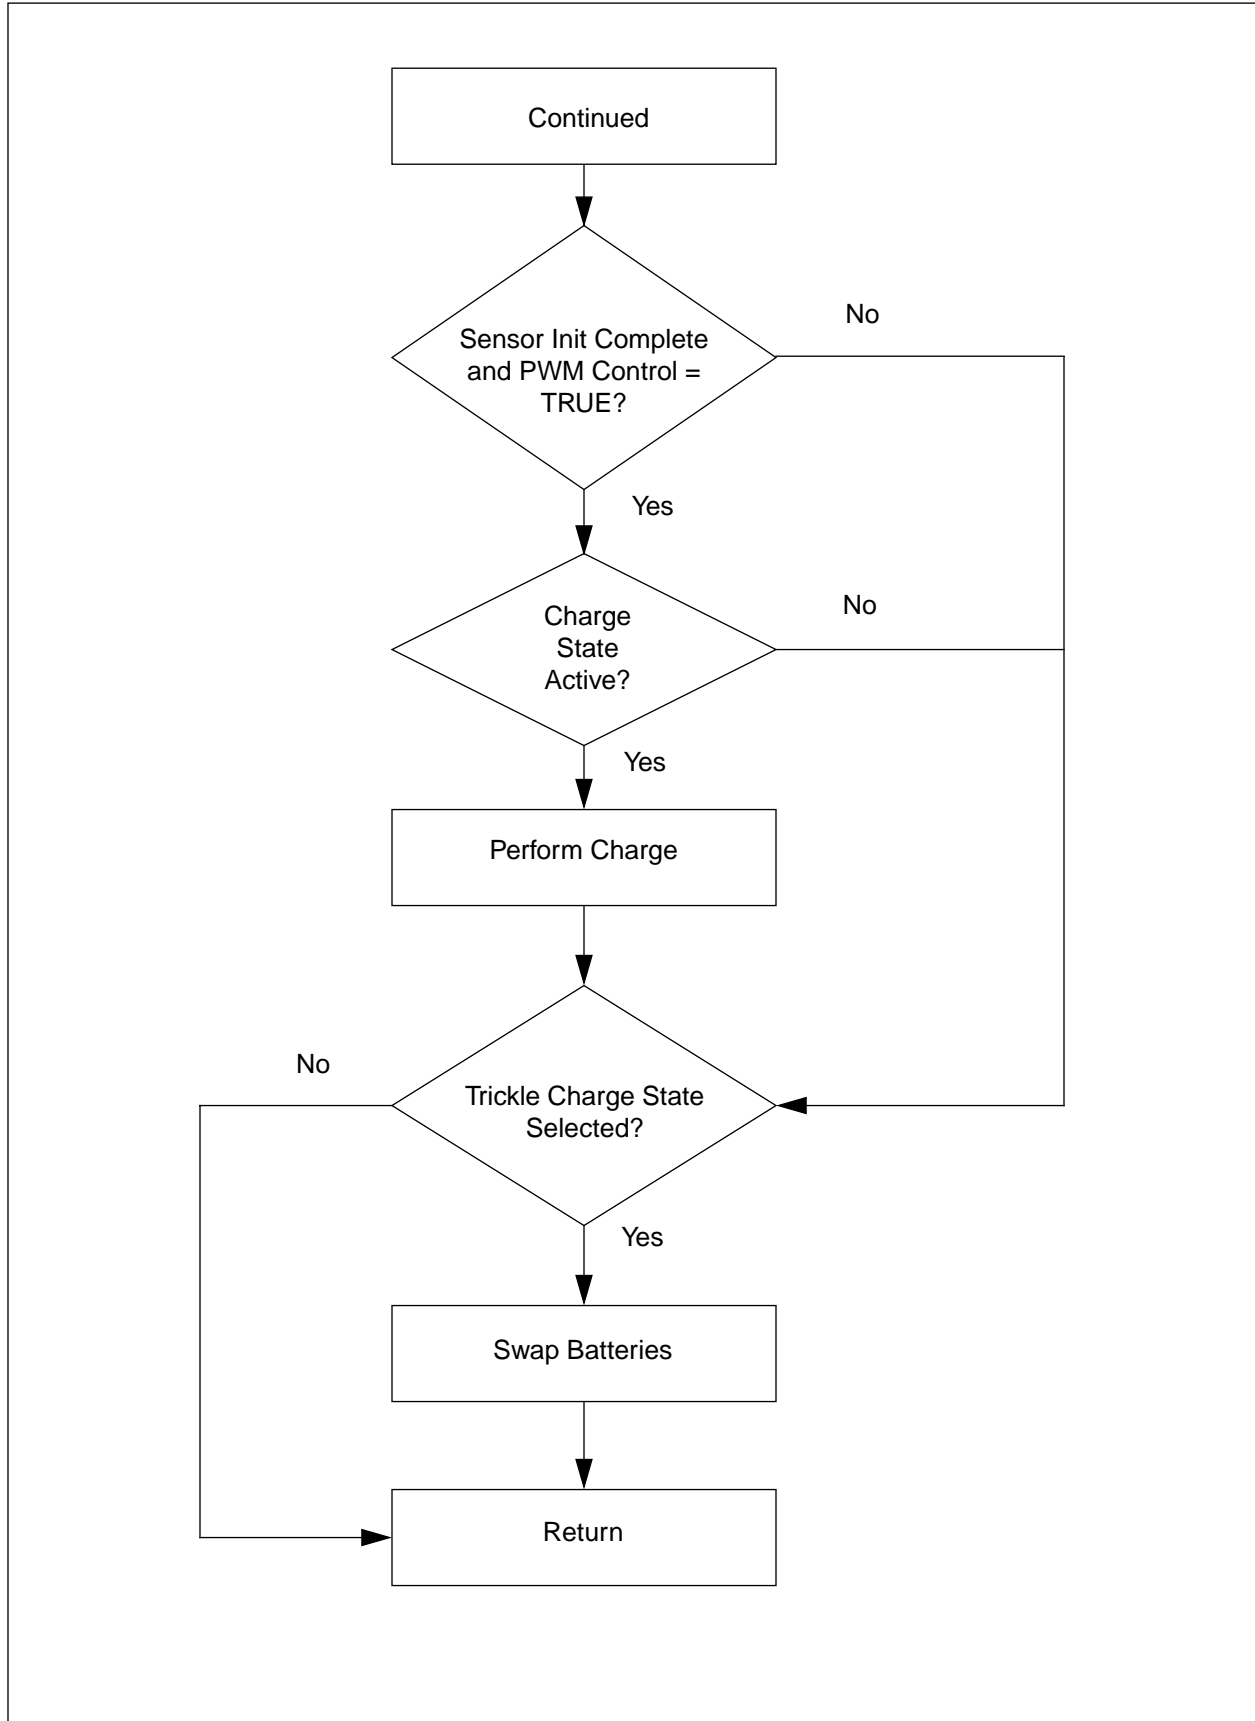 Continued
No
Sensor Init Complete
and PWM Control =
TRUE?
Yes
No
Charge
State
Active?
Yes
Perform Charge
No
Trickle Charge State
Selected?
Yes
Swap Batteries
Return